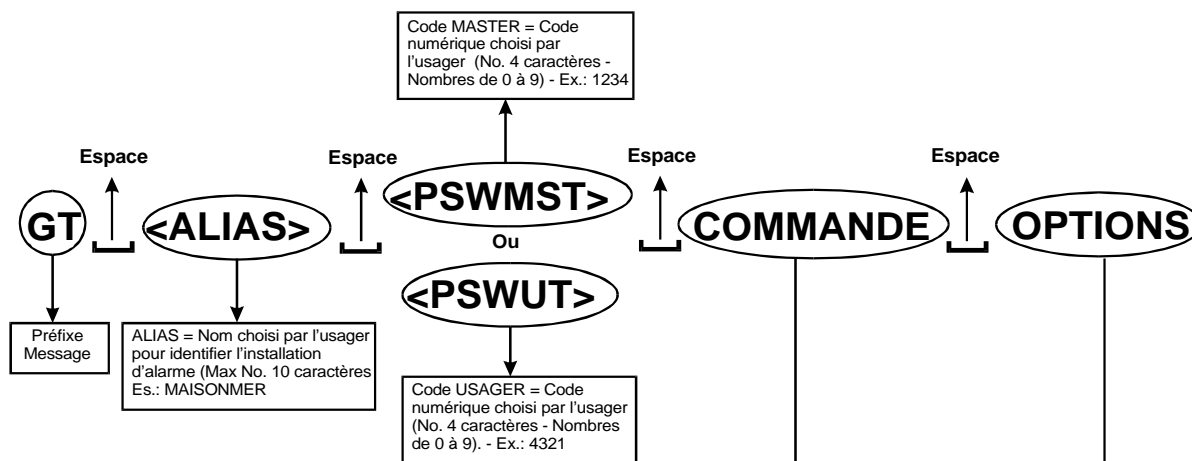 Code MASTER = Code
numérique choisi par
l'usager  (No. 4 caractères -
Nombres de 0 à 9) - Ex.: 1234
Espace
Espace
Espace
Espace
GT
<ALIAS>
<PSWMST>
Ou
<PSWUT>
COMMANDE
OPTIONS
Préfixe
Message
ALIAS = Nom choisi par l'usager
pour identifier l'installation
d'alarme (Max No. 10 caractères
Es.: MAISONMER
Code USAGER = Code
numérique choisi par l'usager
(No. 4 caractères - Nombres
de 0 à 9). - Ex.: 4321